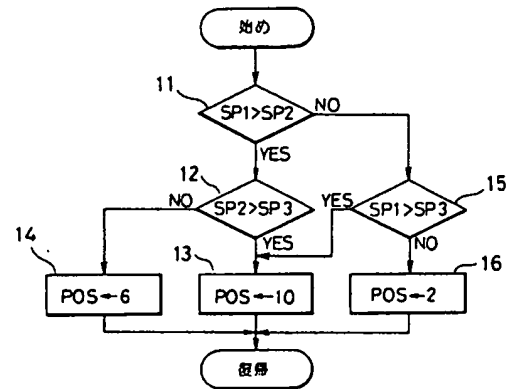 始め
11
SP1>SP2
NO
YES
12
15
NO
SP2>SP3
YES
SP1>SP3
YES
NO
14
13
16
POS←6
POS←10
POS←2
復帰